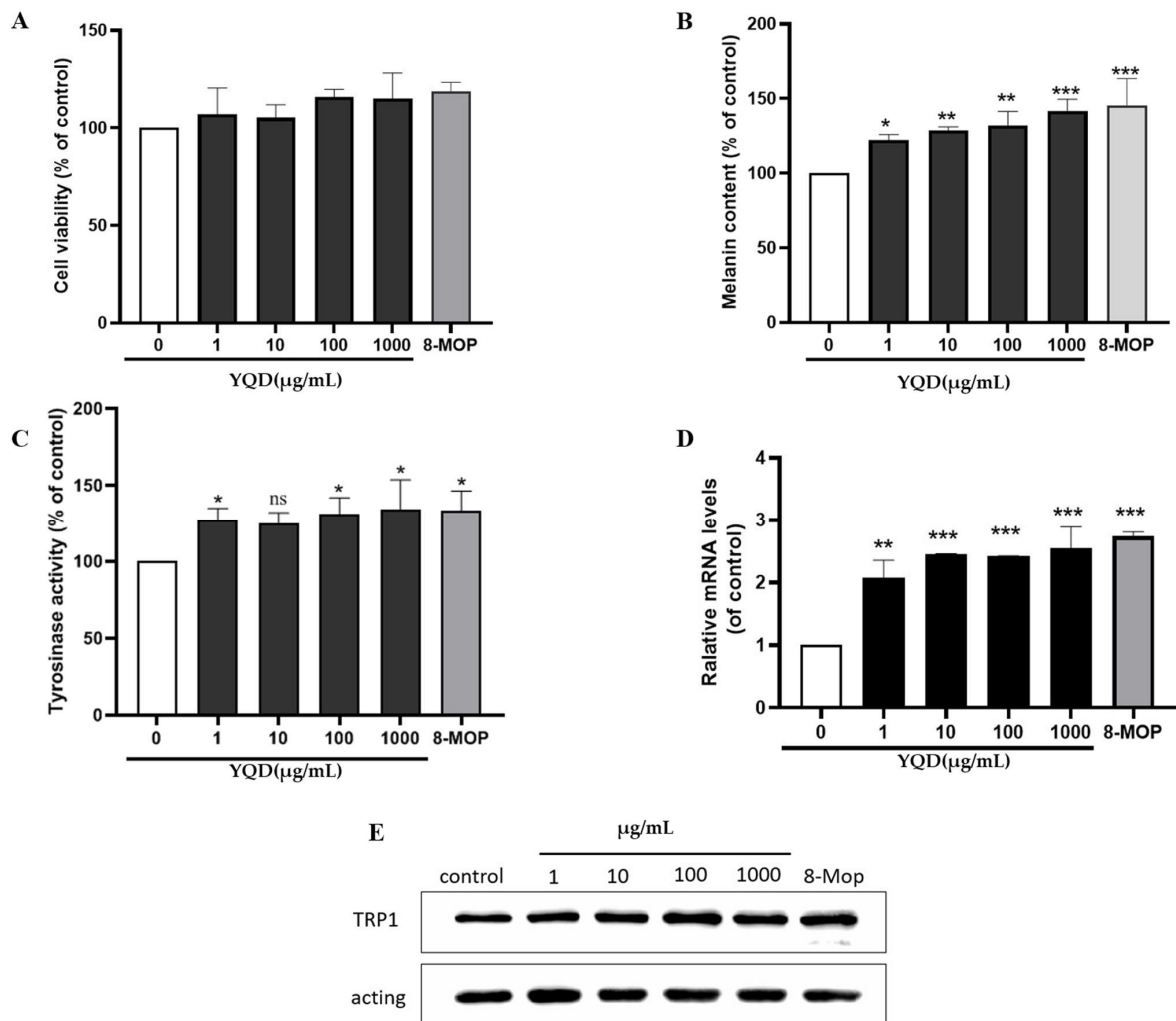 A
Cell viability (% of control)
150
100
50
0
0 1 10 100 1000 8-MOP
YQD(μg/mL)
B
Melanin content (% of control)
200
150
100
50
0
* ** ** *** ***
0 1 10 100 1000 8-MOP
YQD(μg/mL)
C
Tyrosinase activity (% of control)
200
150
100
50
0
* ns * * *
0 1 10 100 1000 8-MOP
YQD(μg/mL)
D
Ralative mRNA levels
(of control)
4
3
2
1
0
** *** *** *** ***
0 1 10 100 1000 8-MOP
YQD(μg/mL)
E
μg/mL
control 1 10 100 1000 8-Mop
TRP1
acting